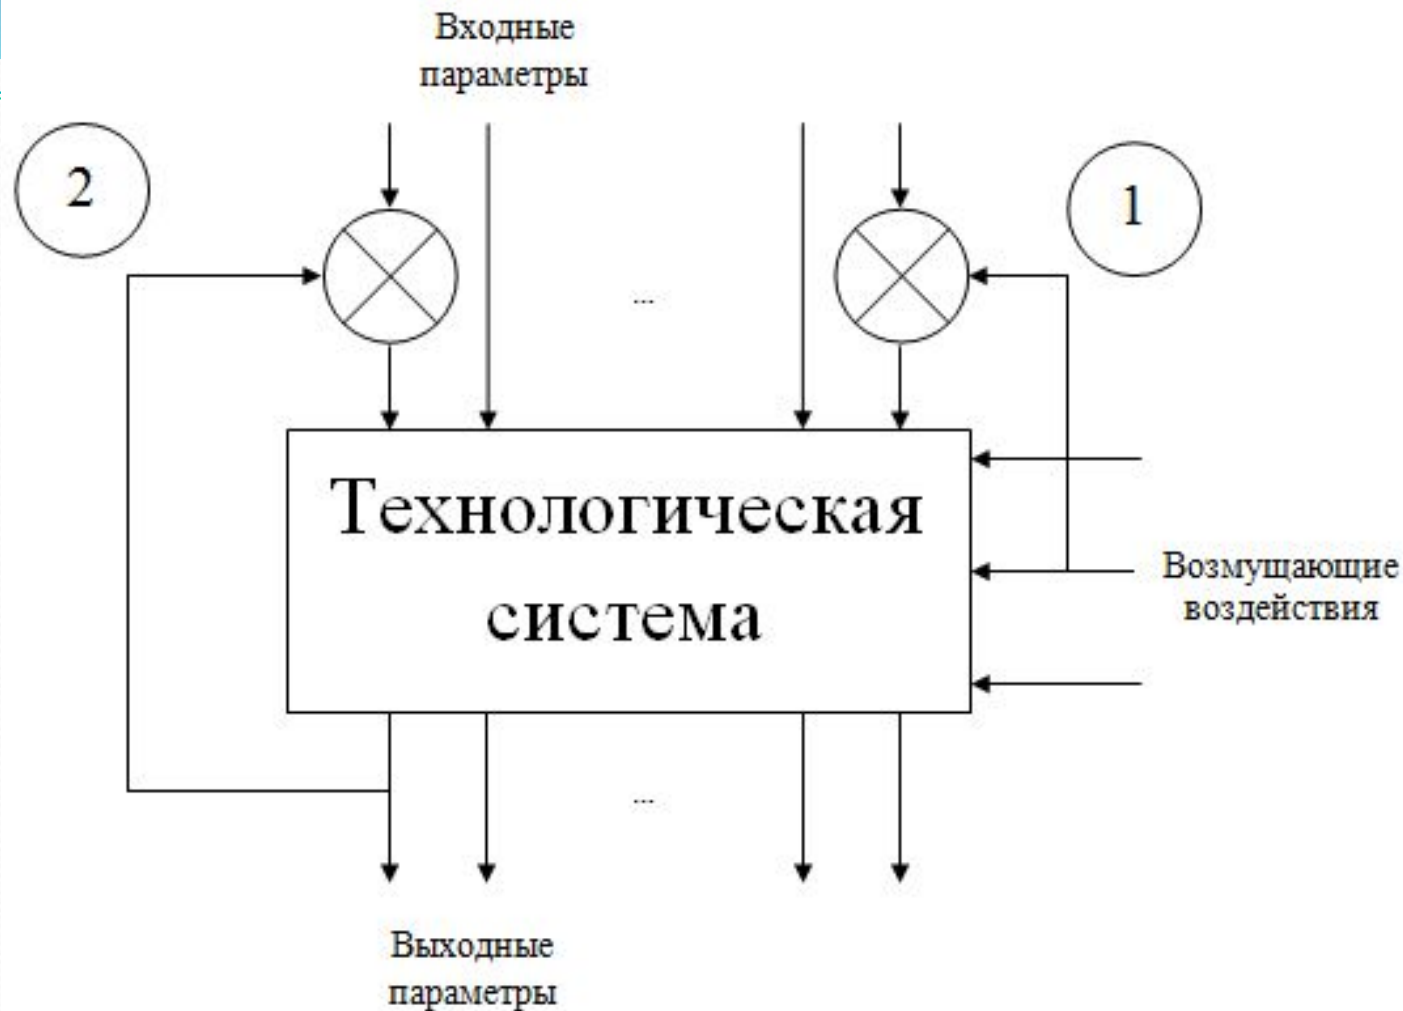 Входные
параметры
2
1
...
Технологическая
система
Возмущающие
воздействия
...
Выходные
параметры